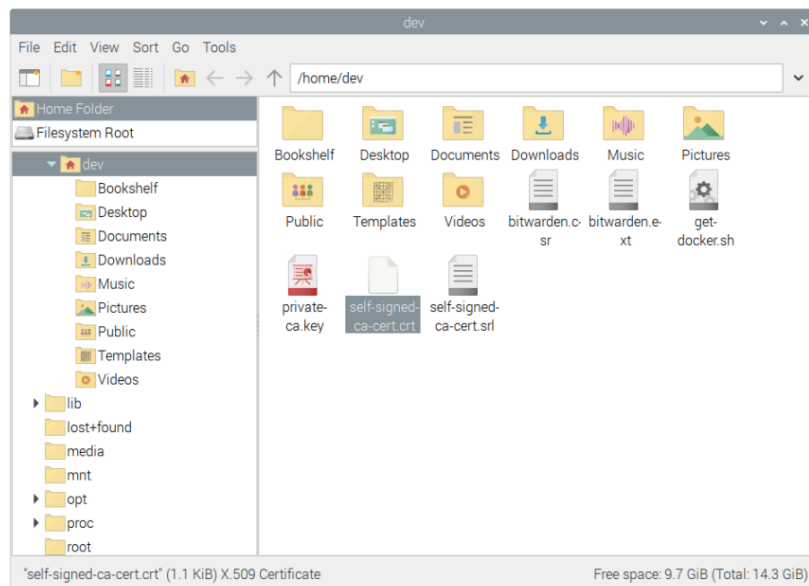 dev
File Edit View Sort Go Tools
/home/dev
Home Folder
Filesystem Root
dev
Bookshelf
Desktop
Documents
Downloads
Music
Pictures
Public
Templates
Videos
lib
lost+found
media
mnt
opt
proc
root
Bookshelf Desktop Documents Downloads Music Pictures
Public Templates Videos bitwarden.c- bitwarden.e- get-
sr xt docker.sh
private- self-signed- self-signed-
ca.key ca-cert.crt ca-cert.srl
"self-signed-ca-cert.crt" (1.1 KiB) X.509 Certificate
Free space: 9.7 GiB (Total: 14.3 GiB)